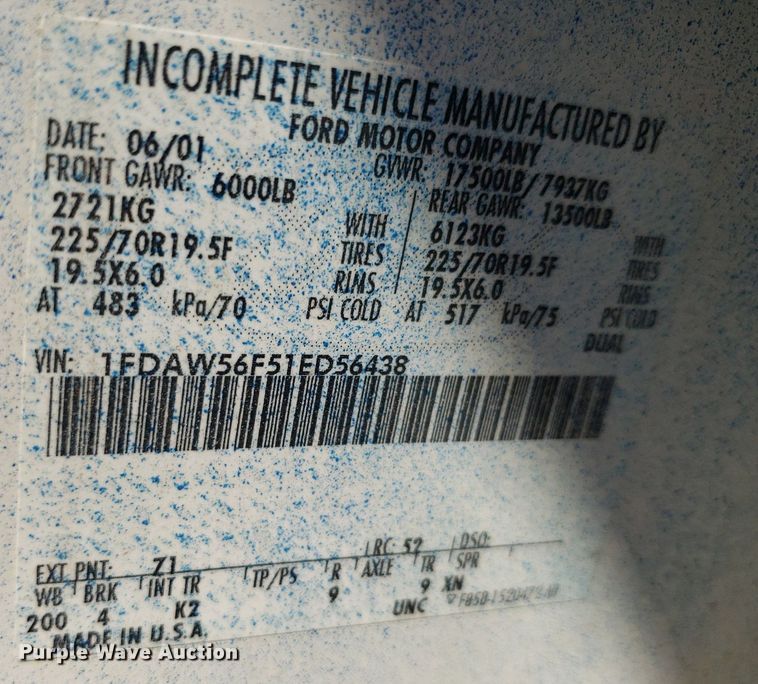 INCOMPLETE VEHICLE MANUFACTURED BY
FORD MOTOR COMPANY
DATE: 06/01 GVWR: 17500LB/7937KG
FRONT GAWR: 6000LB REAR GAWR: 13500LB
2721KG WITH 6123KG WITH
225/70R19.5F TIRES 225/70R19.5F TIRES
19.5X6.0 RIMS 19.5X6.0 RIMS
AT 483 kPa/70 PSI COLD AT 517 kPa/75 PSI COLD
DUAL
VIN: 1FDAW56F51ED56438
EXT PNT: Z1 RC: 52 DSO:
WB BRK INT TR TP/PS R AXLE TR SPR
200 4 K2 9 9 XN
UNC
MADE IN U.S.A.
Purple Wave Auction